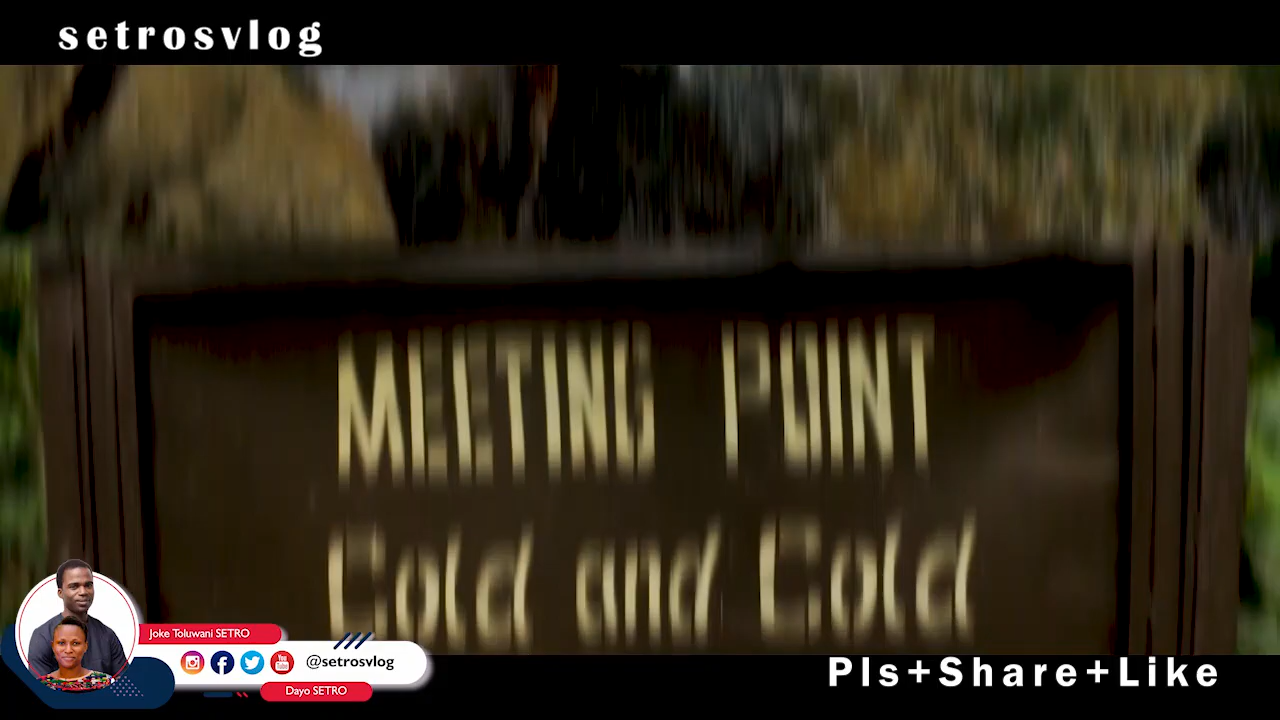 setrosvlog
MEETING POINT
Gold and Gold
Joke Toluwani SETRO
@setrosvlog
Dayo SETRO
Pls+Share+Like